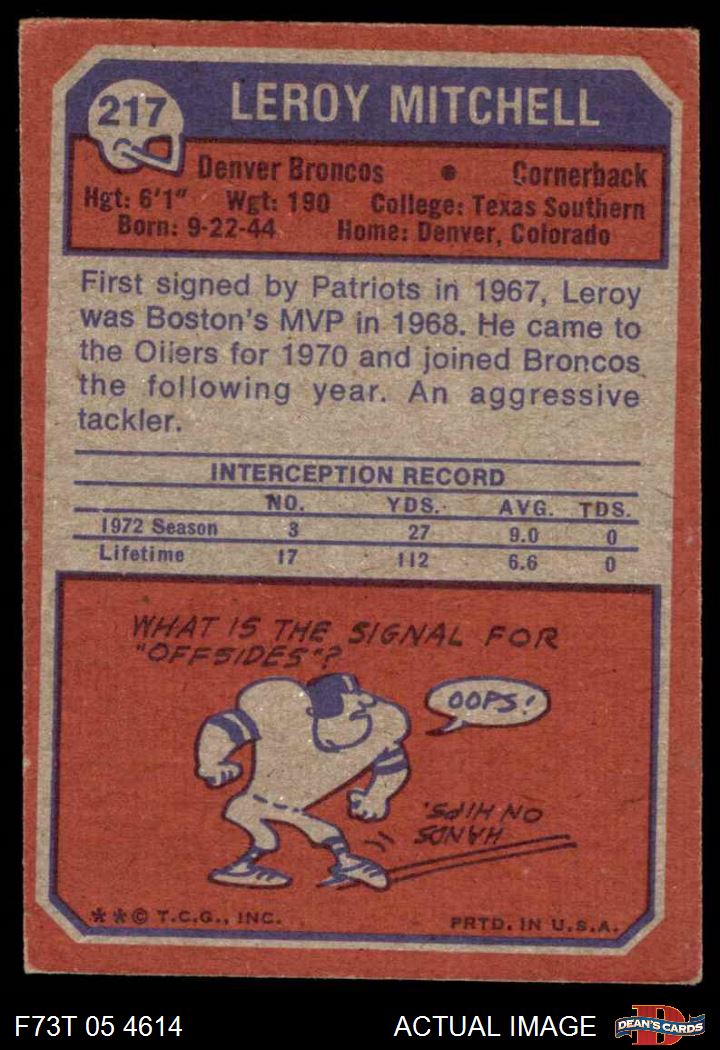 217
LEROY MITCHELL
Denver Broncos • Cornerback
Hgt: 6'1" Wgt: 190 College: Texas Southern
Born: 9-22-44 Home: Denver, Colorado
First signed by Patriots in 1967, Leroy
was Boston's MVP in 1968. He came to
the Oilers for 1970 and joined Broncos
the following year. An aggressive
tackler.
INTERCEPTION RECORD
NO. YDS. AVG. TDS.
1972 Season 3 27 9.0 0
Lifetime 17 112 6.6 0
WHAT IS THE SIGNAL FOR
"OFFSIDES"?
OOPS!
HANDS
ON HIPS.
**© T.C.G., INC. PRTD. IN U.S.A.
F73T 05 4614 ACTUAL IMAGE
D
DEAN'S CARDS